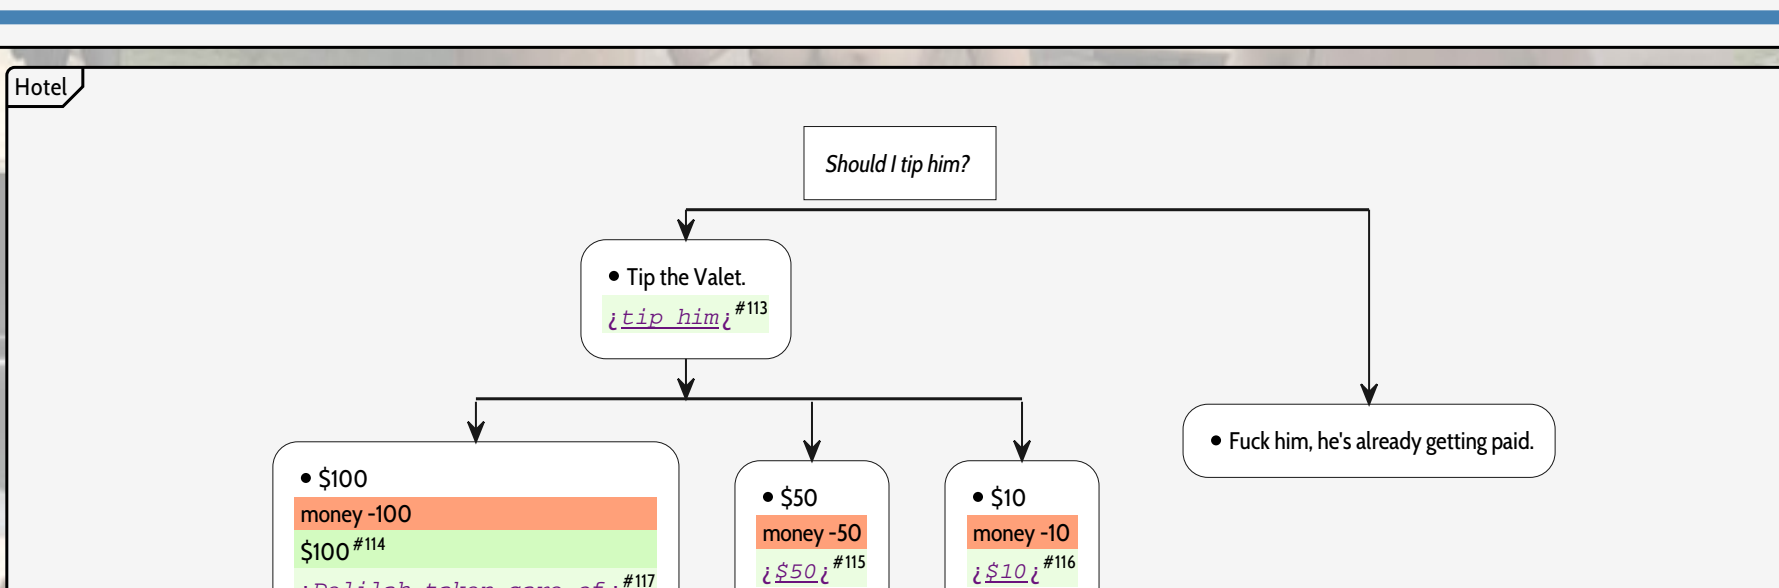 Hotel
Should I tip him?
• Tip the Valet.
¿tip him¿#113
• Fuck him, he's already getting paid.
• $100
money -100
$100#114
#117
• $50
money -50
¿$50¿#115
• $10
money -10
¿$10¿#116